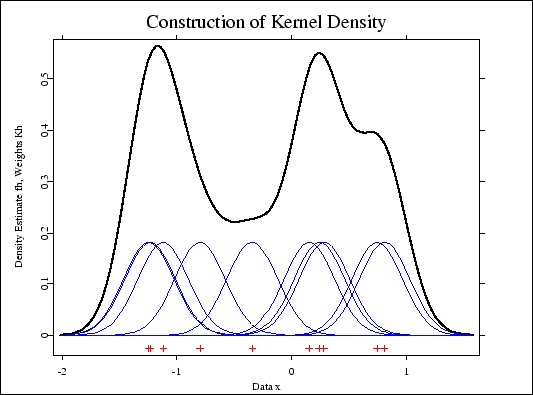 Construction of Kernel Density
Density Estimate fh, Weights Kh
0.5
0.4
0.3
0.2
0.1
0
-2 -1 0 1
Data x